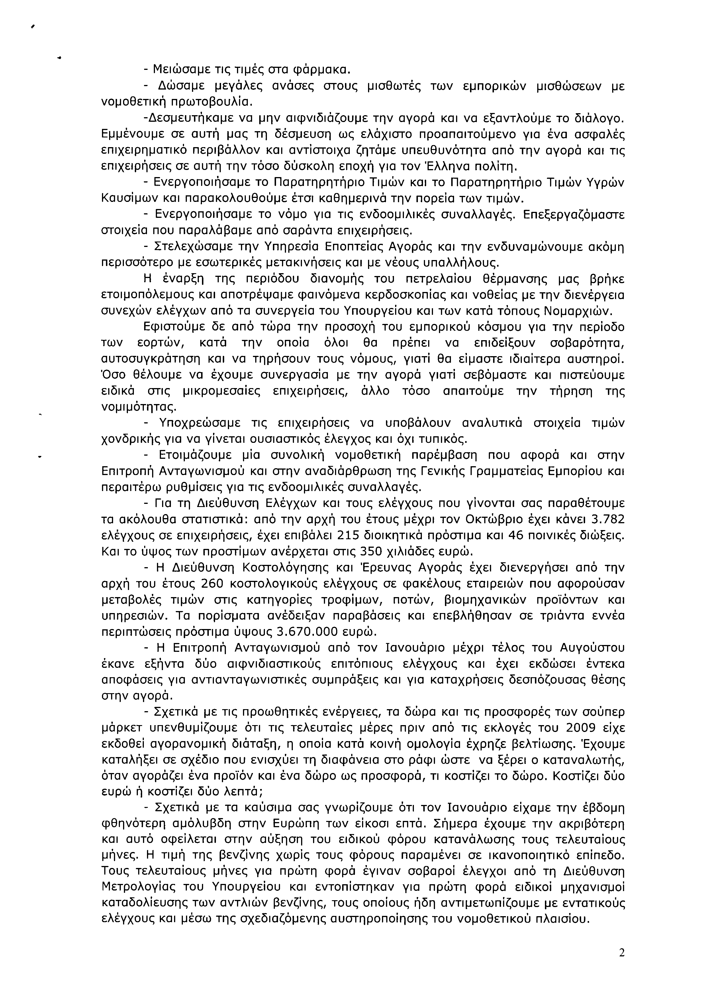 - Μειώσαμε τις τιμές στα φάρμακα.
- Δώσαμε μεγάλες ανάσες στους μισθωτές των εμπορικών μισθώσεων με
νομοθετική πρωτοβουλία.
-Δεσμευτήκαμε να μην αιφνιδιάζουμε την αγορά και να εξαντλούμε το διάλογο.
Εμμένουμε σε αυτή μας τη δέσμευση ως ελάχιστο προαπαιτούμενο για ένα ασφαλές
επιχειρηματικό περιβάλλον και αντίστοιχα ζητάμε υπευθυνότητα από την αγορά και τις
επιχειρήσεις σε αυτή την τόσο δύσκολη εποχή για τον Έλληνα πολίτη.
- Ενεργοποιήσαμε το Παρατηρητήριο Τιμών και το Παρατηρητήριο Τιμών Υγρών
Καυσίμων και παρακολουθούμε έτσι καθημερινά την πορεία των τιμών.
- Ενεργοποιήσαμε το νόμο για τις ενδοομιλικές συναλλαγές. Επεξεργαζόμαστε
στοιχεία που παραλάβαμε από σαράντα επιχειρήσεις.
- Στελεχώσαμε την Υπηρεσία Εποπτείας Αγοράς και την ενδυναμώνουμε ακόμη
περισσότερο με εσωτερικές μετακινήσεις και με νέους υπαλλήλους.
Η έναρξη της περιόδου διανομής του πετρελαίου θέρμανσης μας βρήκε
ετοιμοπόλεμους και αποτρέψαμε φαινόμενα κερδοσκοπίας και νοθείας με την διενέργεια
συνεχών ελέγχων από τα συνεργεία του Υπουργείου και των κατά τόπους Νομαρχιών.
Εφιστούμε δε από τώρα την προσοχή του εμπορικού κόσμου για την περίοδο
των εορτών, κατά την οποία όλοι θα πρέπει να επιδείξουν σοβαρότητα,
αυτοσυγκράτηση και να τηρήσουν τους νόμους, γιατί θα είμαστε ιδιαίτερα αυστηροί.
Όσο θέλουμε να έχουμε συνεργασία με την αγορά γιατί σεβόμαστε και πιστεύουμε
ειδικά στις μικρομεσαίες επιχειρήσεις, άλλο τόσο απαιτούμε την τήρηση της
νομιμότητας.
- Υποχρεώσαμε τις επιχειρήσεις να υποβάλουν αναλυτικά στοιχεία τιμών
χονδρικής για να γίνεται ουσιαστικός έλεγχος και όχι τυπικός.
- Ετοιμάζουμε μία συνολική νομοθετική παρέμβαση που αφορά και στην
Επιτροπή Ανταγωνισμού και στην αναδιάρθρωση της Γενικής Γραμματείας Εμπορίου και
περαιτέρω ρυθμίσεις για τις ενδοομιλικές συναλλαγές.
- Για τη Διεύθυνση Ελέγχων και τους ελέγχους που γίνονται σας παραθέτουμε
τα ακόλουθα στατιστικά: από την αρχή του έτους μέχρι τον Οκτώβριο έχει κάνει 3.782
ελέγχους σε επιχειρήσεις, έχει επιβάλει 215 διοικητικά πρόστιμα και 46 ποινικές διώξεις.
Και το ύψος των προστίμων ανέρχεται στις 350 χιλιάδες ευρώ.
- Η Διεύθυνση Κοστολόγησης και Έρευνας Αγοράς έχει διενεργήσει από την
αρχή του έτους 260 κοστολογικούς ελέγχους σε φακέλους εταιρειών που αφορούσαν
μεταβολές τιμών στις κατηγορίες τροφίμων, ποτών, βιομηχανικών προϊόντων και
υπηρεσιών. Τα πορίσματα ανέδειξαν παραβάσεις και επεβλήθησαν σε τριάντα εννέα
περιπτώσεις πρόστιμα ύψους 3.670.000 ευρώ.
- Η Επιτροπή Ανταγωνισμού από τον Ιανουάριο μέχρι τέλος του Αυγούστου
έκανε εξήντα δύο αιφνιδιαστικούς επιτόπιους ελέγχους και έχει εκδώσει έντεκα
αποφάσεις για αντιανταγωνιστικές συμπράξεις και για καταχρήσεις δεσπόζουσας θέσης
στην αγορά.
- Σχετικά με τις προωθητικές ενέργειες, τα δώρα και τις προσφορές των σούπερ
μάρκετ υπενθυμίζουμε ότι τις τελευταίες μέρες πριν από τις εκλογές του 2009 είχε
εκδοθεί αγορανομική διάταξη, η οποία κατά κοινή ομολογία έχρηζε βελτίωσης. Έχουμε
καταλήξει σε σχέδιο που ενισχύει τη διαφάνεια στο ράφι ώστε να ξέρει ο καταναλωτής,
όταν αγοράζει ένα προϊόν και ένα δώρο ως προσφορά, τι κοστίζει το δώρο. Κοστίζει δύο
ευρώ ή κοστίζει δύο λεπτά;
- Σχετικά με τα καύσιμα σας γνωρίζουμε ότι τον Ιανουάριο είχαμε την έβδομη
φθηνότερη αμόλυβδη στην Ευρώπη των είκοσι επτά. Σήμερα έχουμε την ακριβότερη
και αυτό οφείλεται στην αύξηση του ειδικού φόρου κατανάλωσης τους τελευταίους
μήνες. Η τιμή της βενζίνης χωρίς τους φόρους παραμένει σε ικανοποιητικό επίπεδο.
Τους τελευταίους μήνες για πρώτη φορά έγιναν σοβαροί έλεγχοι από τη Διεύθυνση
Μετρολογίας του Υπουργείου και εντοπίστηκαν για πρώτη φορά ειδικοί μηχανισμοί
καταδολίευσης των αντλιών βενζίνης, τους οποίους ήδη αντιμετωπίζουμε με εντατικούς
ελέγχους και μέσω της σχεδιαζόμενης αυστηροποίησης του νομοθετικού πλαισίου.
2